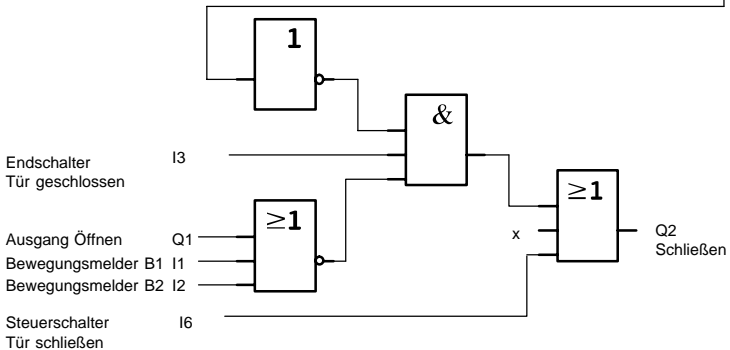 1
&
Endschalter I3
Tür geschlossen
≥1
≥1
Ausgang Öffnen Q1
x
Q2
Schließen
Bewegungsmelder B1 I1
Bewegungsmelder B2 I2
Steuerschalter I6
Tür schließen